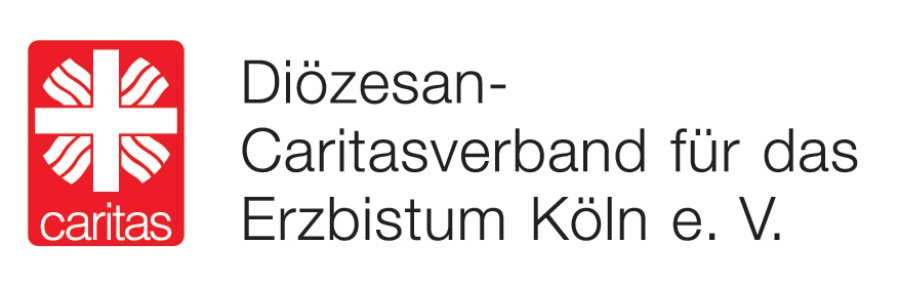 caritas
Diözesan-
Caritasverband für das
Erzbistum Köln e. V.